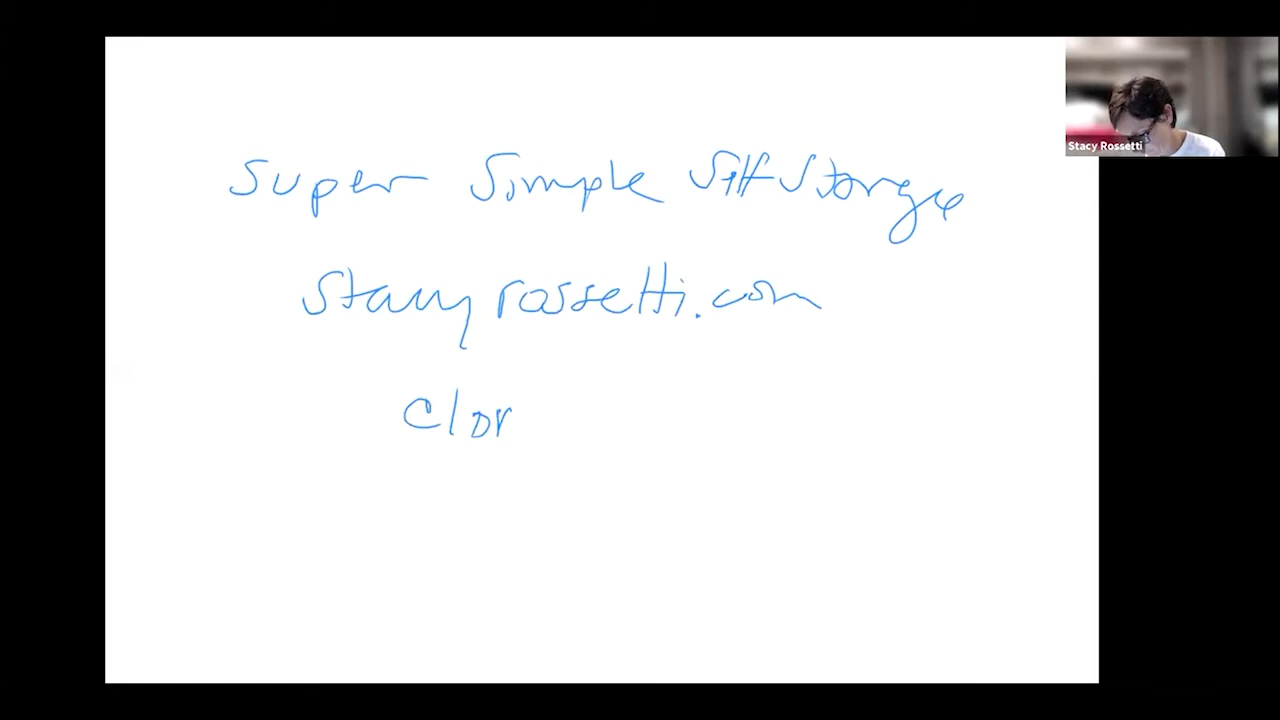 Super Simple Self Storage
stacyrossetti.com
clor
Stacy Rossetti